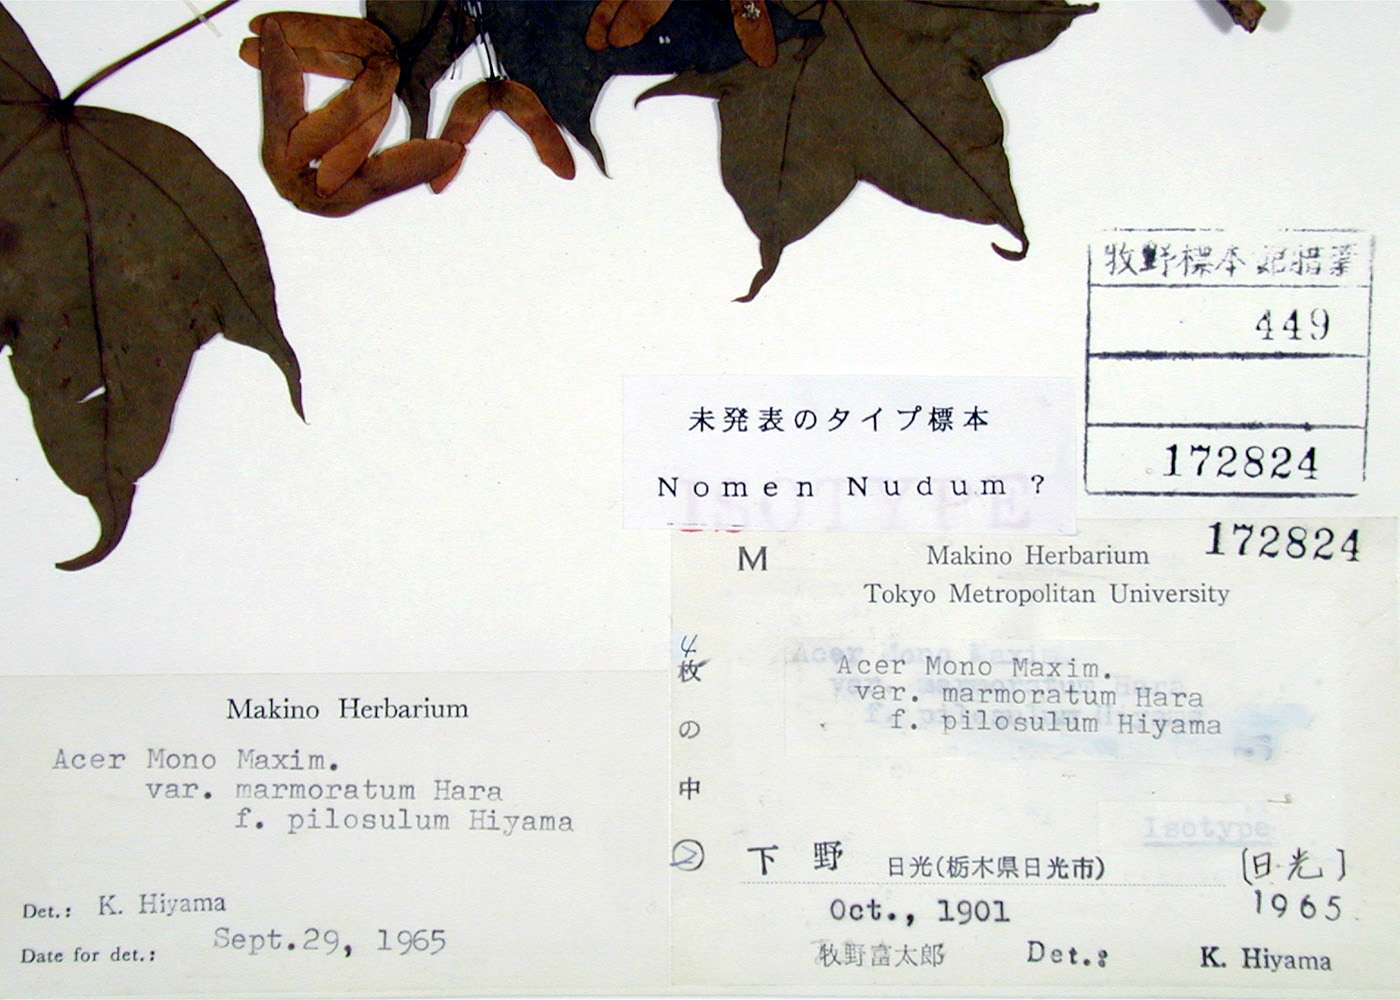 牧野標本
449
172824
未発表のタイプ標本
Nomen Nudum ?
ISOTYPE
M
Makino Herbarium
172824
Tokyo Metropolitan University
Acer Mono Maxim.
var. marmoratum Hara
f. pilosulum Hiyama
4枚の中②
Isotype
下野 日光(栃木県日光市) [日光]
Oct., 1901 1965
牧野富太郎 Det.: K. Hiyama
Makino Herbarium
Acer Mono Maxim.
var. marmoratum Hara
f. pilosulum Hiyama
Det.: K. Hiyama
Date for det.: Sept.29, 1965